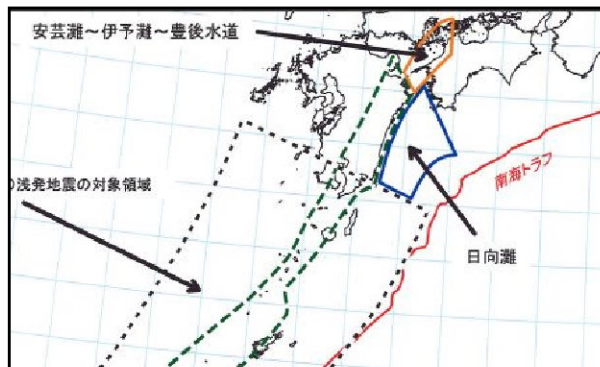 安芸灘~伊予灘~豊後水道
の浅発地震の対象領域
南海トラフ
日向灘